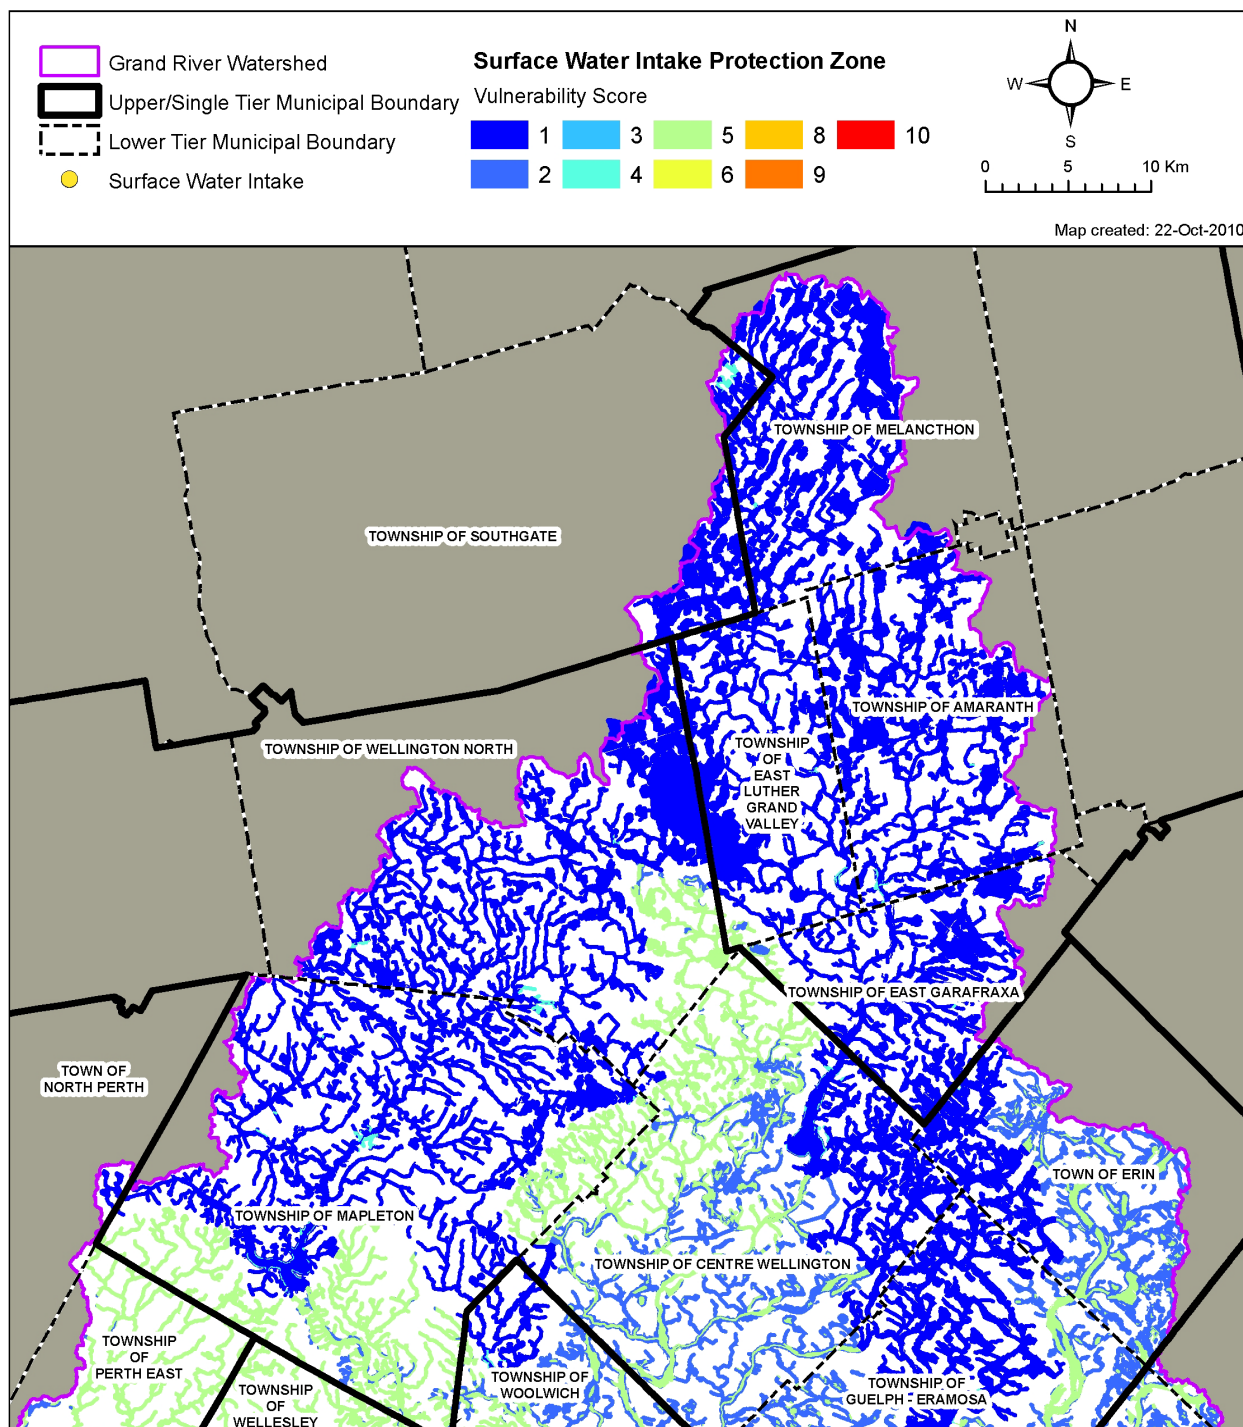 Grand River Watershed
Upper/Single Tier Municipal Boundary
Lower Tier Municipal Boundary
Surface Water Intake
Surface Water Intake Protection Zone
Vulnerability Score
1 3 5 8 10
2 4 6 9
N
W E
S
0 5 10 Km
Map created: 22-Oct-2010
TOWNSHIP OF MELANCTHON
TOWNSHIP OF SOUTHGATE
TOWNSHIP OF AMARANTH
TOWNSHIP OF WELLINGTON NORTH
TOWNSHIP
OF
EAST
LUTHER
GRAND
VALLEY
TOWNSHIP OF EAST GARAFRAXA
TOWN OF
NORTH PERTH
TOWN OF ERIN
TOWNSHIP OF MAPLETON
TOWNSHIP OF CENTRE WELLINGTON
TOWNSHIP
OF
PERTH EAST
TOWNSHIP OF
WOOLWICH
TOWNSHIP OF
GUELPH - ERAMOSA
TOWNSHIP
OF
WELLESLEY